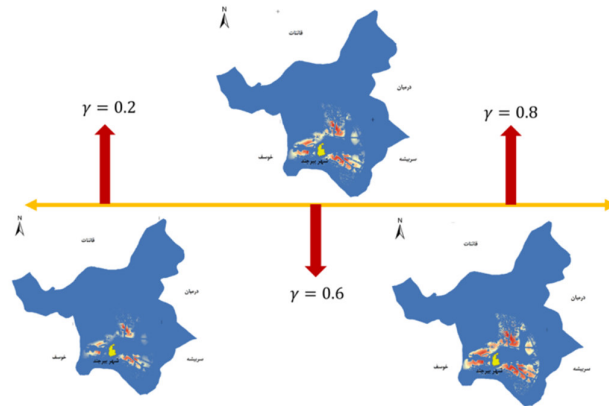 N
قائنات
درمیان
γ = 0.2
γ = 0.8
خوسف
شهر بیرجند
سربیشه
N
قائنات
درمیان
خوسف
شهر بیرجند
سربیشه
γ = 0.6
N
قائنات
درمیان
خوسف
شهر بیرجند
سربیشه